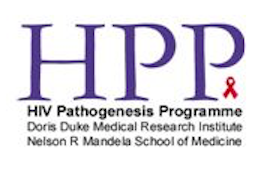 HPP
HIV Pathogenesis Programme
Doris Duke Medical Research Institute
Nelson R Mandela School of Medicine